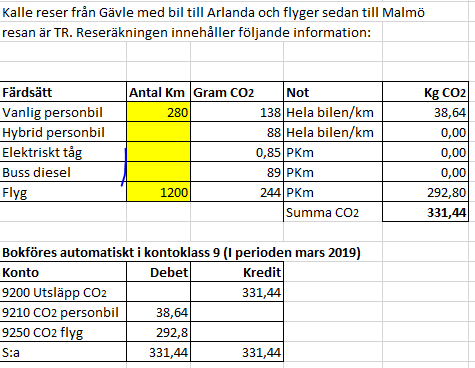 Kalle reser från Gävle med bil till Arlanda och flyger sedan till Malmö
resan är TR. Reseräkningen innehåller följande information:
Färdsätt Antal Km Gram CO2 Not Kg CO2
Vanlig personbil 280 138 Hela bilen/km 38,64
Hybrid personbil 88 Hela bilen/km 0,00
Elektriskt tåg 0,85 PKm 0,00
Buss diesel 89 PKm 0,00
Flyg 1200 244 PKm 292,80
Summa CO2 331,44
Bokföres automatiskt i kontoklass 9 (I perioden mars 2019)
Konto Debet Kredit
9200 Utsläpp CO2 331,44
9210 CO2 personbil 38,64
9250 CO2 flyg 292,8
S:a 331,44 331,44